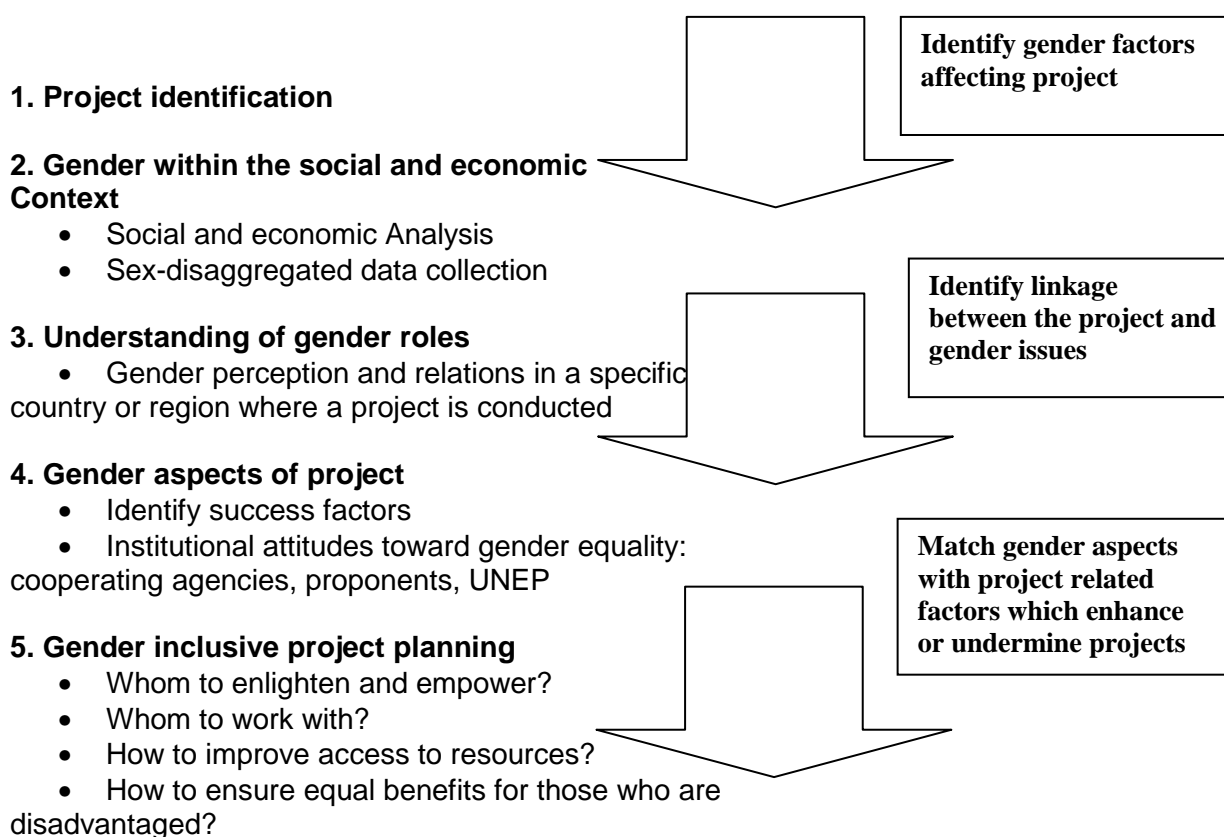 1. Project identification
2. Gender within the social and economic
Context
• Social and economic Analysis
• Sex-disaggregated data collection
3. Understanding of gender roles
• Gender perception and relations in a specific
country or region where a project is conducted
4. Gender aspects of project
• Identify success factors
• Institutional attitudes toward gender equality:
cooperating agencies, proponents, UNEP
5. Gender inclusive project planning
• Whom to enlighten and empower?
• Whom to work with?
• How to improve access to resources?
• How to ensure equal benefits for those who are
disadvantaged?
Identify gender factors
affecting project
Identify linkage
between the project and
gender issues
Match gender aspects
with project related
factors which enhance
or undermine projects